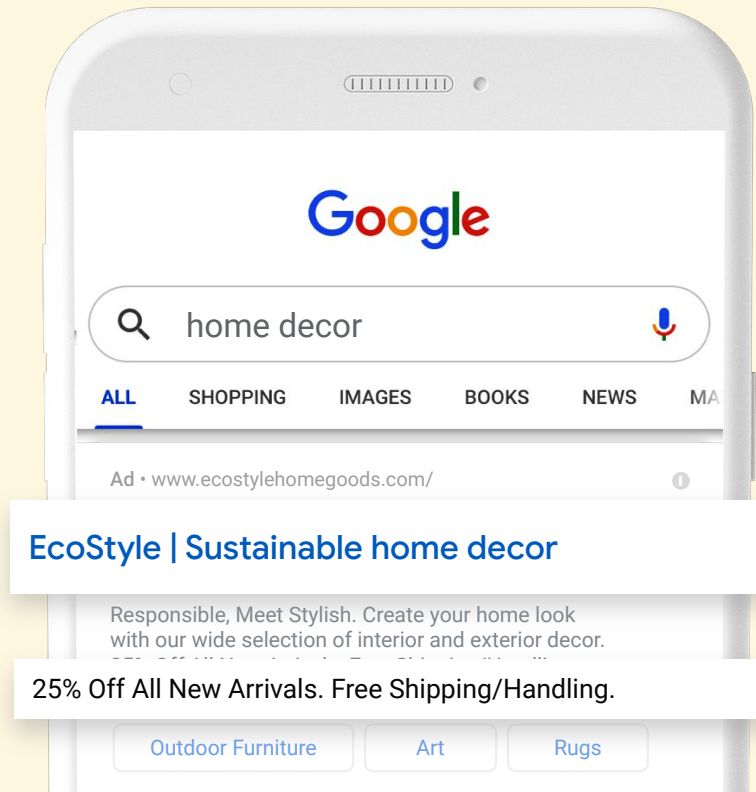 Google
home decor
ALL SHOPPING IMAGES BOOKS NEWS MA
Ad • www.ecostylehomegoods.com/
EcoStyle | Sustainable home decor
Responsible, Meet Stylish. Create your home look
with our wide selection of interior and exterior decor.
25% Off All New Arrivals. Free Shipping/Handling.
Outdoor Furniture Art Rugs